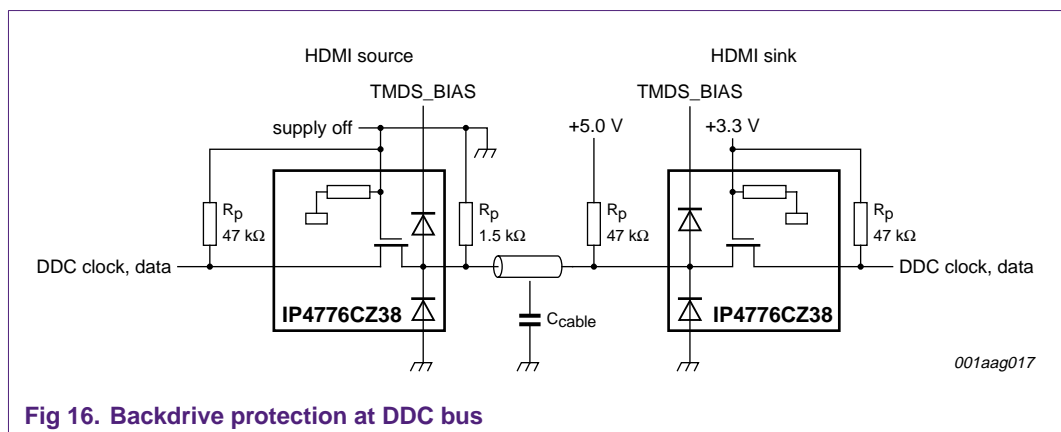 HDMI source
HDMI sink
TMDS_BIAS
TMDS_BIAS
supply off
+5.0 V
+3.3 V
Rp
47 kΩ
Rp
1.5 kΩ
Rp
47 kΩ
Rp
47 kΩ
DDC clock, data
DDC clock, data
IP4776CZ38
Ccable
IP4776CZ38
001aag017
Fig 16. Backdrive protection at DDC bus